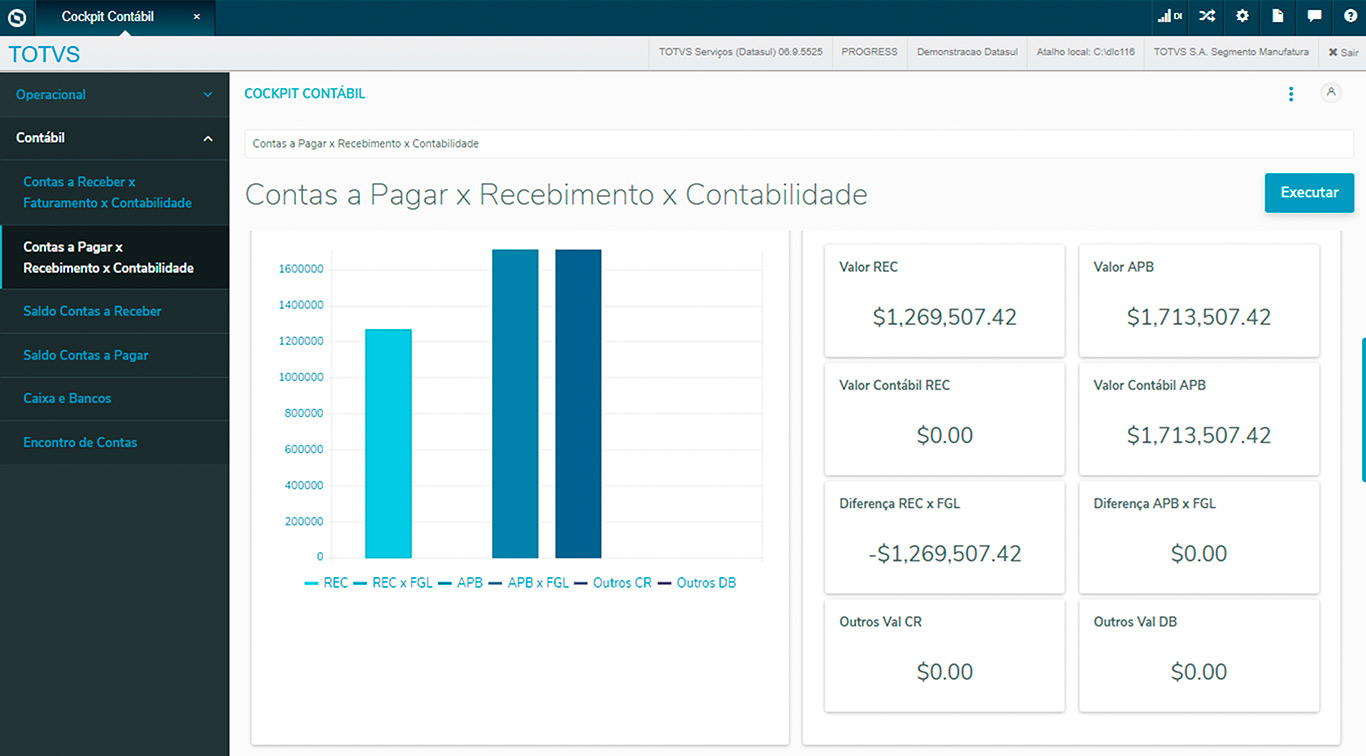 Cockpit Contábil ×
DI
TOTVS
TOTVS Serviços (Datasul) 06.9.5525
PROGRESS
Demonstracao Datasul
Atalho local: C:\dlc116
TOTVS S.A. Segmento Manufatura
Sair
Operacional
Contábil
Contas a Receber x
Faturamento x Contabilidade
Contas a Pagar x
Recebimento x Contabilidade
Saldo Contas a Receber
Saldo Contas a Pagar
Caixa e Bancos
Encontro de Contas
COCKPIT CONTÁBIL
Contas a Pagar x Recebimento x Contabilidade
Contas a Pagar x Recebimento x Contabilidade
Executar
1600000
1400000
1200000
1000000
800000
600000
400000
200000
0
REC REC x FGL APB APB x FGL Outros CR Outros DB
Valor REC
$1,269,507.42
Valor APB
$1,713,507.42
Valor Contábil REC
$0.00
Valor Contábil APB
$1,713,507.42
Diferença REC x FGL
-$1,269,507.42
Diferença APB x FGL
$0.00
Outros Val CR
$0.00
Outros Val DB
$0.00